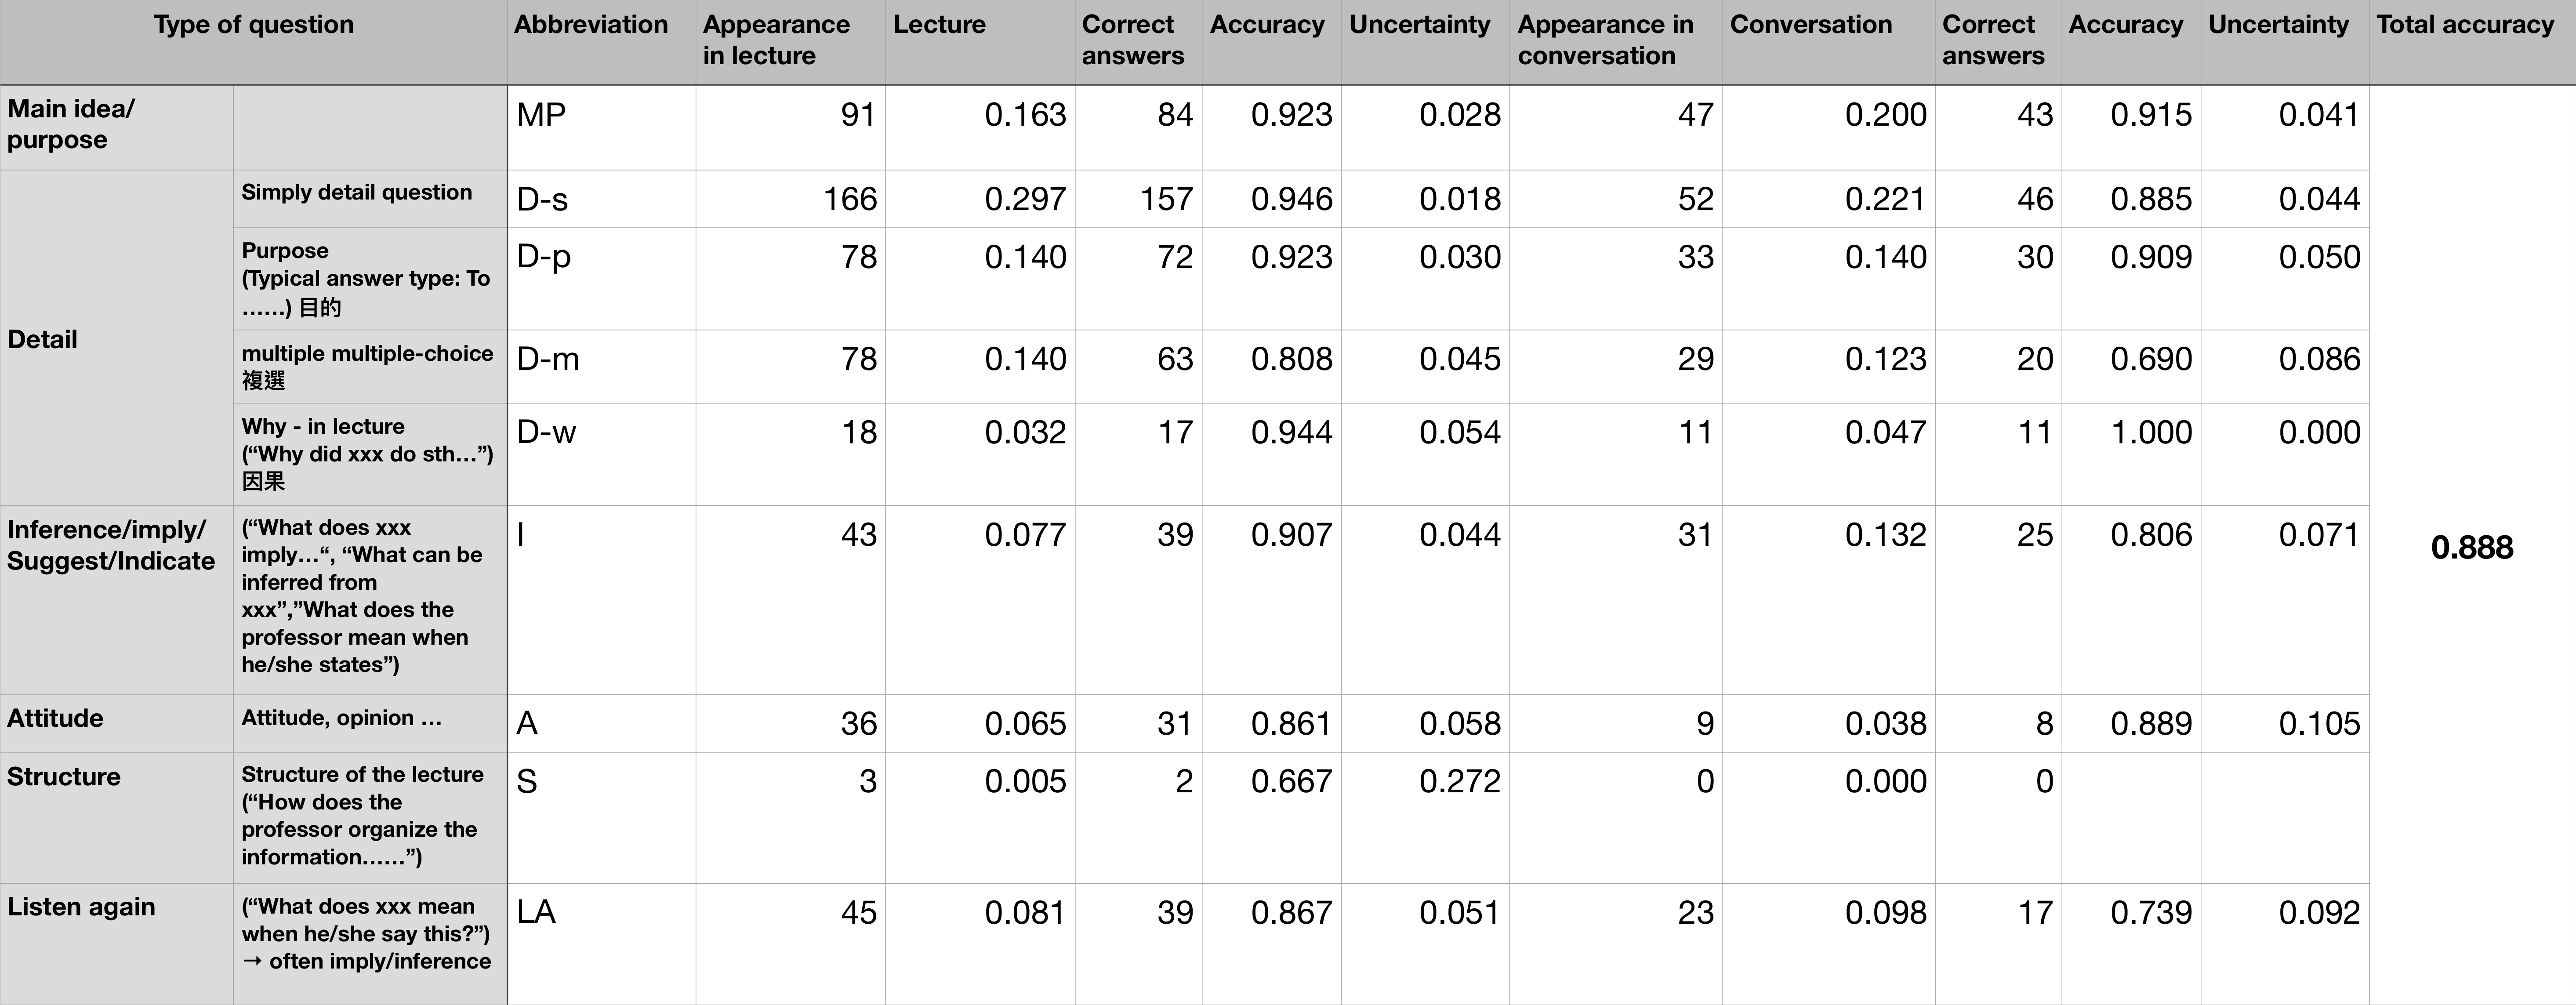 Type of question Abbreviation Appearance in lecture Lecture Correct answers Accuracy Uncertainty Appearance in conversation Conversation Correct answers Accuracy Uncertainty Total accuracy
Main idea/
purpose
MP 91 0.163 84 0.923 0.028 47 0.200 43 0.915 0.041
Detail
Simply detail question
D-s 166 0.297 157 0.946 0.018 52 0.221 46 0.885 0.044
Purpose
(Typical answer type: To
……) 目的
D-p 78 0.140 72 0.923 0.030 33 0.140 30 0.909 0.050
multiple multiple-choice
複選
D-m 78 0.140 63 0.808 0.045 29 0.123 20 0.690 0.086
Why - in lecture
(“Why did xxx do sth…”)
因果
D-w 18 0.032 17 0.944 0.054 11 0.047 11 1.000 0.000
Inference/imply/
Suggest/Indicate
(“What does xxx
imply…“, “What can be
inferred from
xxx”,”What does the
professor mean when
he/she states”)
I 43 0.077 39 0.907 0.044 31 0.132 25 0.806 0.071
0.888
Attitude
Attitude, opinion …
A 36 0.065 31 0.861 0.058 9 0.038 8 0.889 0.105
Structure
Structure of the lecture
(“How does the
professor organize the
information……”)
S 3 0.005 2 0.667 0.272 0 0.000 0
Listen again
(“What does xxx mean
when he/she say this?”)
→ often imply/inference
LA 45 0.081 39 0.867 0.051 23 0.098 17 0.739 0.092